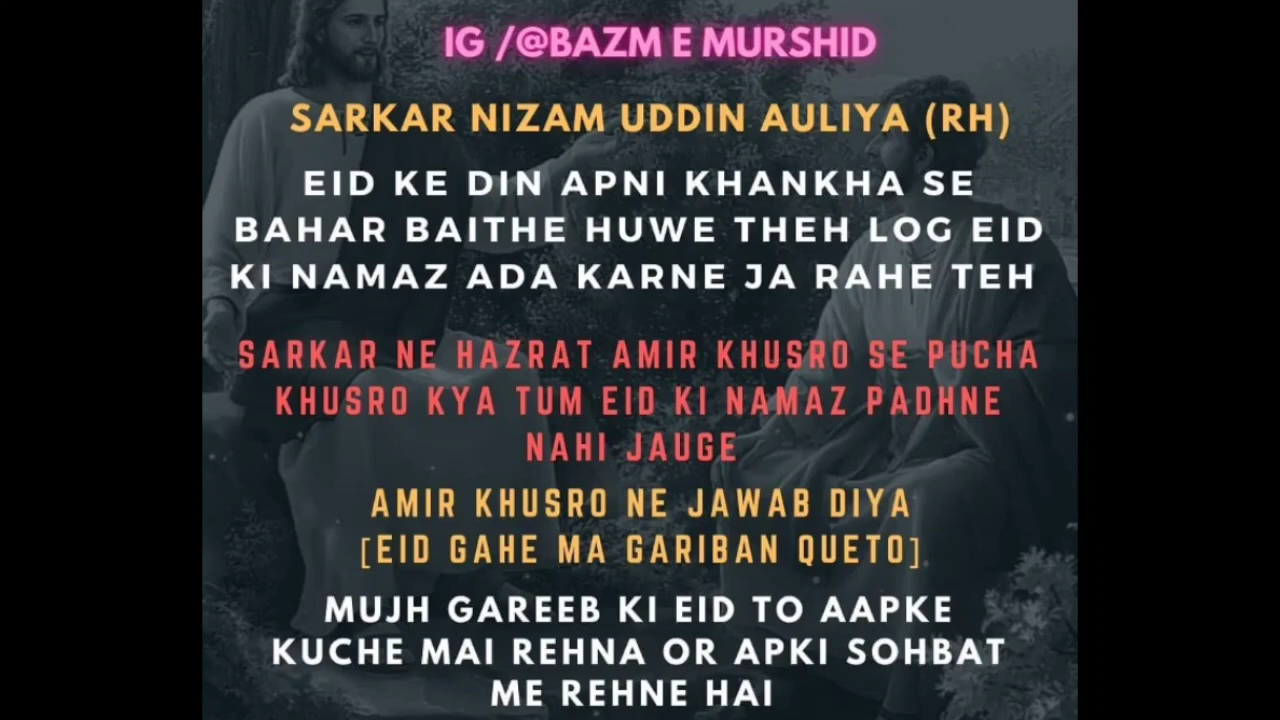 IG /@BAZM E MURSHID
SARKAR NIZAM UDDIN AULIYA (RH)
EID KE DIN APNI KHANKHA SE
BAHAR BAITHE HUWE THEH LOG EID
KI NAMAZ ADA KARNE JA RAHE TEH
SARKAR NE HAZRAT AMIR KHUSRO SE PUCHA
KHUSRO KYA TUM EID KI NAMAZ PADHNE
NAHI JAUGE
AMIR KHUSRO NE JAWAB DIYA
[EID GAHE MA GARIBAN QUETO]
MUJH GAREEB KI EID TO AAPKE
KUCHE MAI REHNA OR APKI SOHBAT
ME REHNE HAI